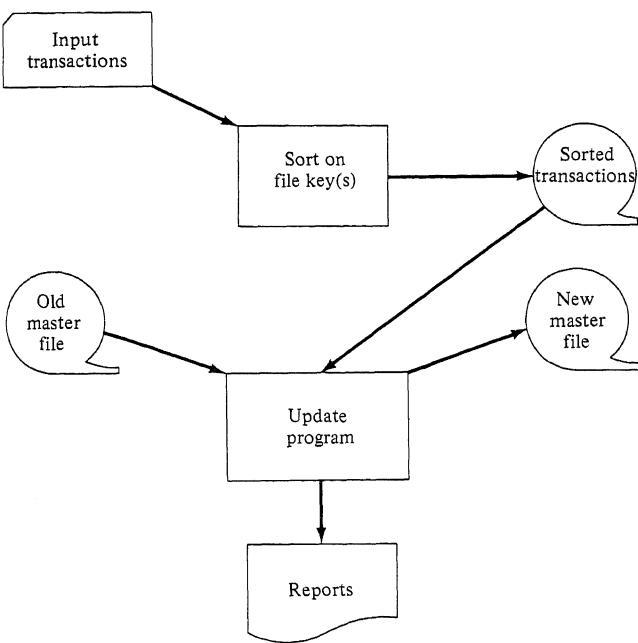 Input
transactions
Sort on
file key(s)
Sorted
transactions
Old
master
file
New
master
file
Update
program
Reports